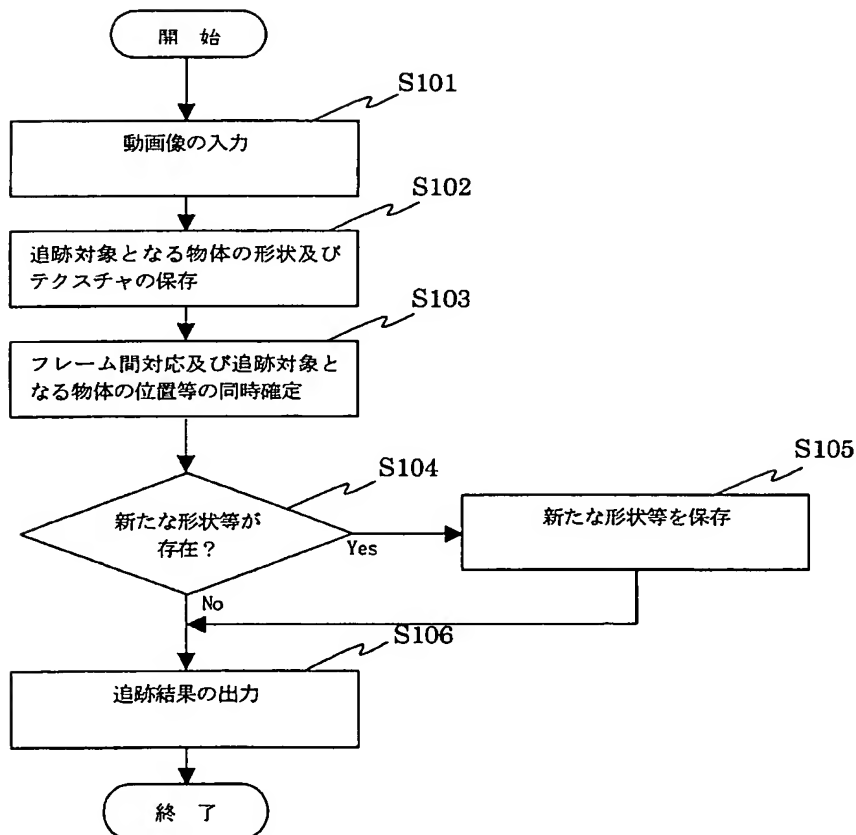 開 始
S101
動画像の入力
S102
追跡対象となる物体の形状及び
テクスチャの保存
S103
フレーム間対応及び追跡対象と
なる物体の位置等の同時確定
S104
新たな形状等が
存在?
Yes
S105
新たな形状等を保存
No
S106
追跡結果の出力
終 了